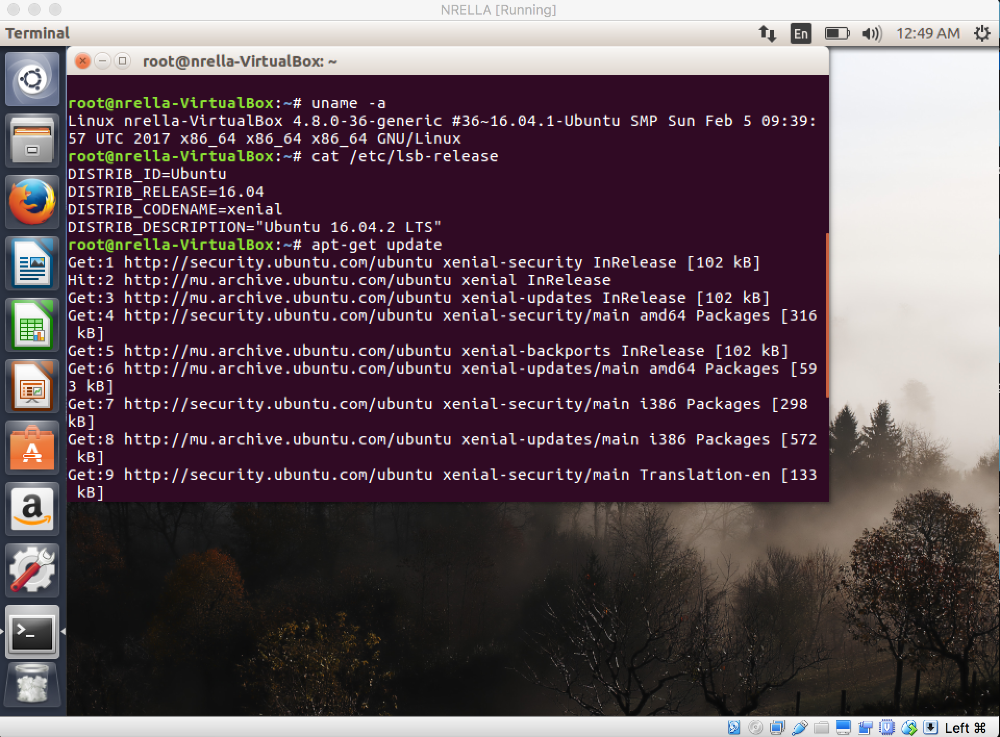 NRELLA [Running]
Terminal
En
12:49 AM
root@nrella-VirtualBox: ~
root@nrella-VirtualBox:~# uname -a
Linux nrella-VirtualBox 4.8.0-36-generic #36~16.04.1-Ubuntu SMP Sun Feb 5 09:39:
57 UTC 2017 x86_64 x86_64 x86_64 GNU/Linux
root@nrella-VirtualBox:~# cat /etc/lsb-release
DISTRIB_ID=Ubuntu
DISTRIB_RELEASE=16.04
DISTRIB_CODENAME=xenial
DISTRIB_DESCRIPTION="Ubuntu 16.04.2 LTS"
root@nrella-VirtualBox:~# apt-get update
Get:1 http://security.ubuntu.com/ubuntu xenial-security InRelease [102 kB]
Hit:2 http://mu.archive.ubuntu.com/ubuntu xenial InRelease
Get:3 http://mu.archive.ubuntu.com/ubuntu xenial-updates InRelease [102 kB]
Get:4 http://security.ubuntu.com/ubuntu xenial-security/main amd64 Packages [316
 kB]
Get:5 http://mu.archive.ubuntu.com/ubuntu xenial-backports InRelease [102 kB]
Get:6 http://mu.archive.ubuntu.com/ubuntu xenial-updates/main amd64 Packages [59
3 kB]
Get:7 http://security.ubuntu.com/ubuntu xenial-security/main i386 Packages [298
kB]
Get:8 http://mu.archive.ubuntu.com/ubuntu xenial-updates/main i386 Packages [572
 kB]
Get:9 http://security.ubuntu.com/ubuntu xenial-security/main Translation-en [133
 kB]
Left ⌘